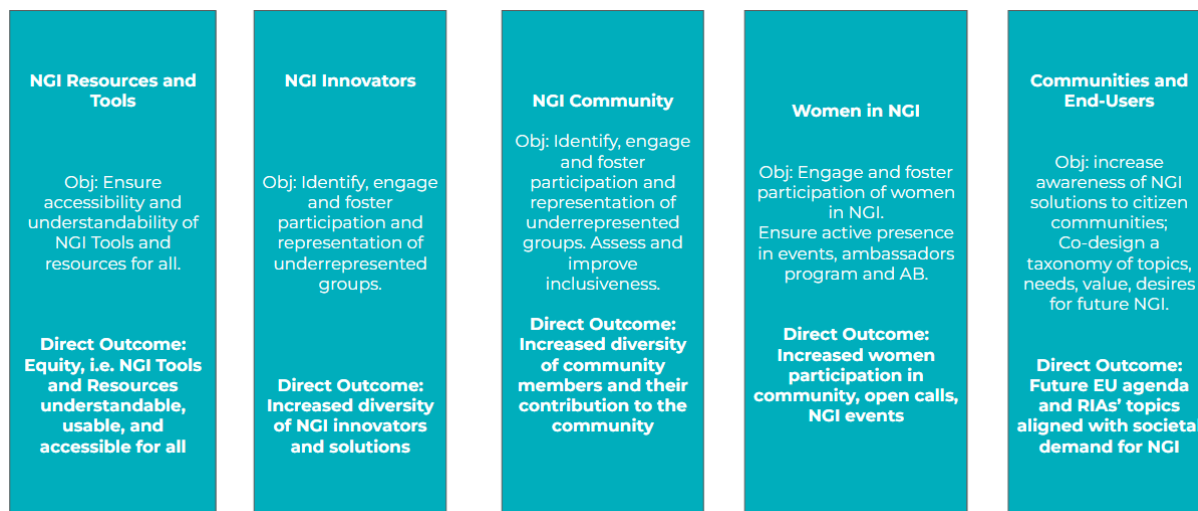 NGI Resources and
Tools
Obj: Ensure
accessibility and
understandability of
NGI Tools and
resources for all.
Direct Outcome:
Equity, i.e. NGI Tools
and Resources
understandable,
usable, and
accessible for all
NGI Innovators
Obj: Identify, engage
and foster
participation and
representation of
underrepresented
groups.
Direct Outcome:
Increased diversity
of NGI innovators
and solutions
NGI Community
Obj: Identify, engage
and foster
participation and
representation of
underrepresented
groups. Assess and
improve
inclusiveness.
Direct Outcome:
Increased diversity
of community
members and their
contribution to the
community
Women in NGI
Obj: Engage and foster
participation of women
in NGI.
Ensure active presence
in events, ambassadors
program and AB.
Direct Outcome:
Increased women
participation in
community, open calls,
NGI events
Communities and
End-Users
Obj: increase
awareness of NGI
solutions to citizen
communities;
Co-design a
taxonomy of topics,
needs, value, desires
for future NGI.
Direct Outcome:
Future EU agenda
and RIAs’ topics
aligned with societal
demand for NGI